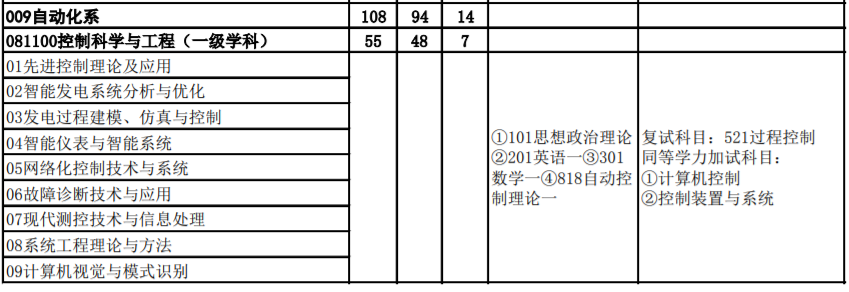 009自动化系 108 94 14
081100控制科学与工程（一级学科） 55 48 7
01先进控制理论及应用
02智能发电系统分析与优化
03发电过程建模、仿真与控制
04智能仪表与智能系统
05网络化控制技术与系统
06故障诊断技术与应用
07现代测控技术与信息处理
08系统工程理论与方法
09计算机视觉与模式识别
①101思想政治理论
②201英语一③301
数学一④818自动控
制理论一
复试科目：521过程控制
同等学力加试科目：
①计算机控制
②控制装置与系统